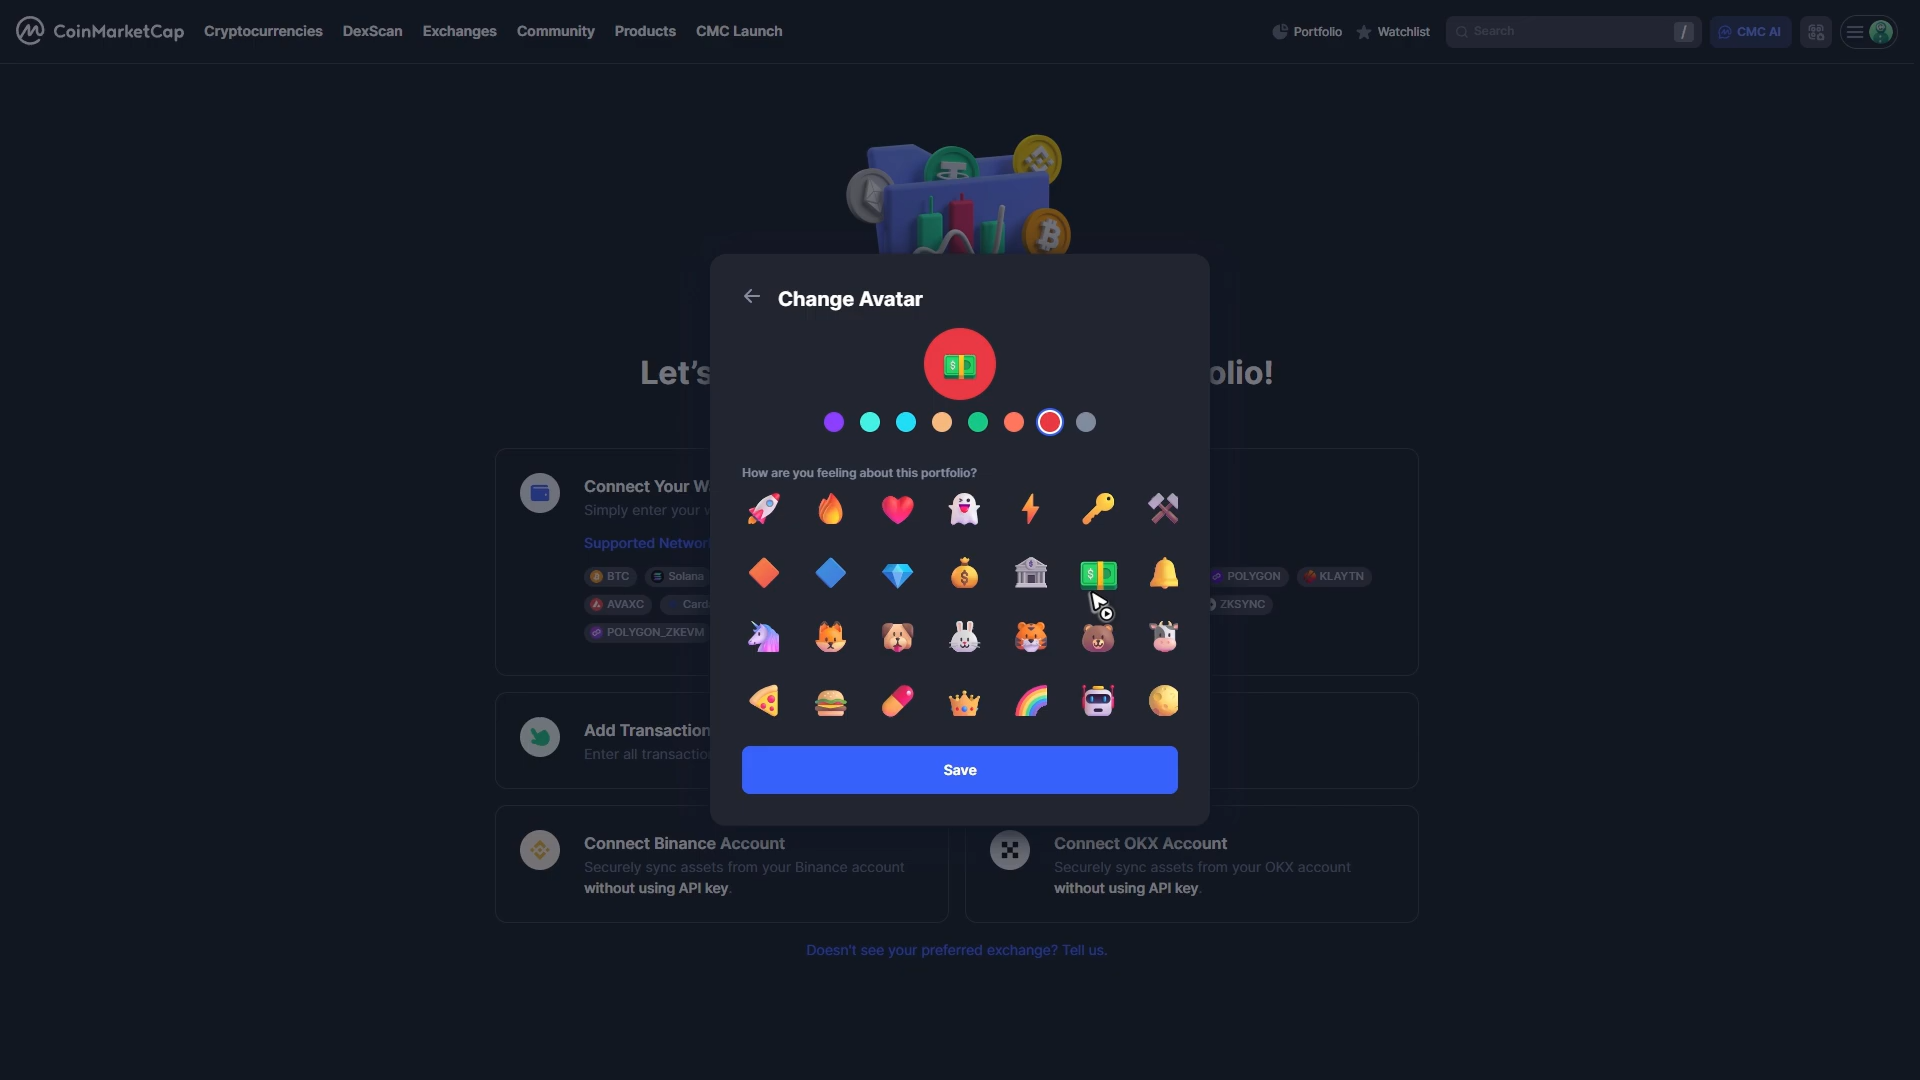 CoinMarketCap Cryptocurrencies DexScan Exchanges Community Products CMC Launch Portfolio Watchlist Search / CMC AI
Change Avatar
Let's
olio!
How are you feeling about this portfolio?
Connect Your W
Simply enter your
Supported Networ
BTC Solana
AVAXC Card
POLYGON_ZKEVM
POLYGON KLAYTN
ZKSYNC
Add Transaction
Enter all transactio
Save
Connect Binance Account
Securely sync assets from your Binance account
without using API key.
Connect OKX Account
Securely sync assets from your OKX account
without using API key.
Doesn't see your preferred exchange? Tell us.